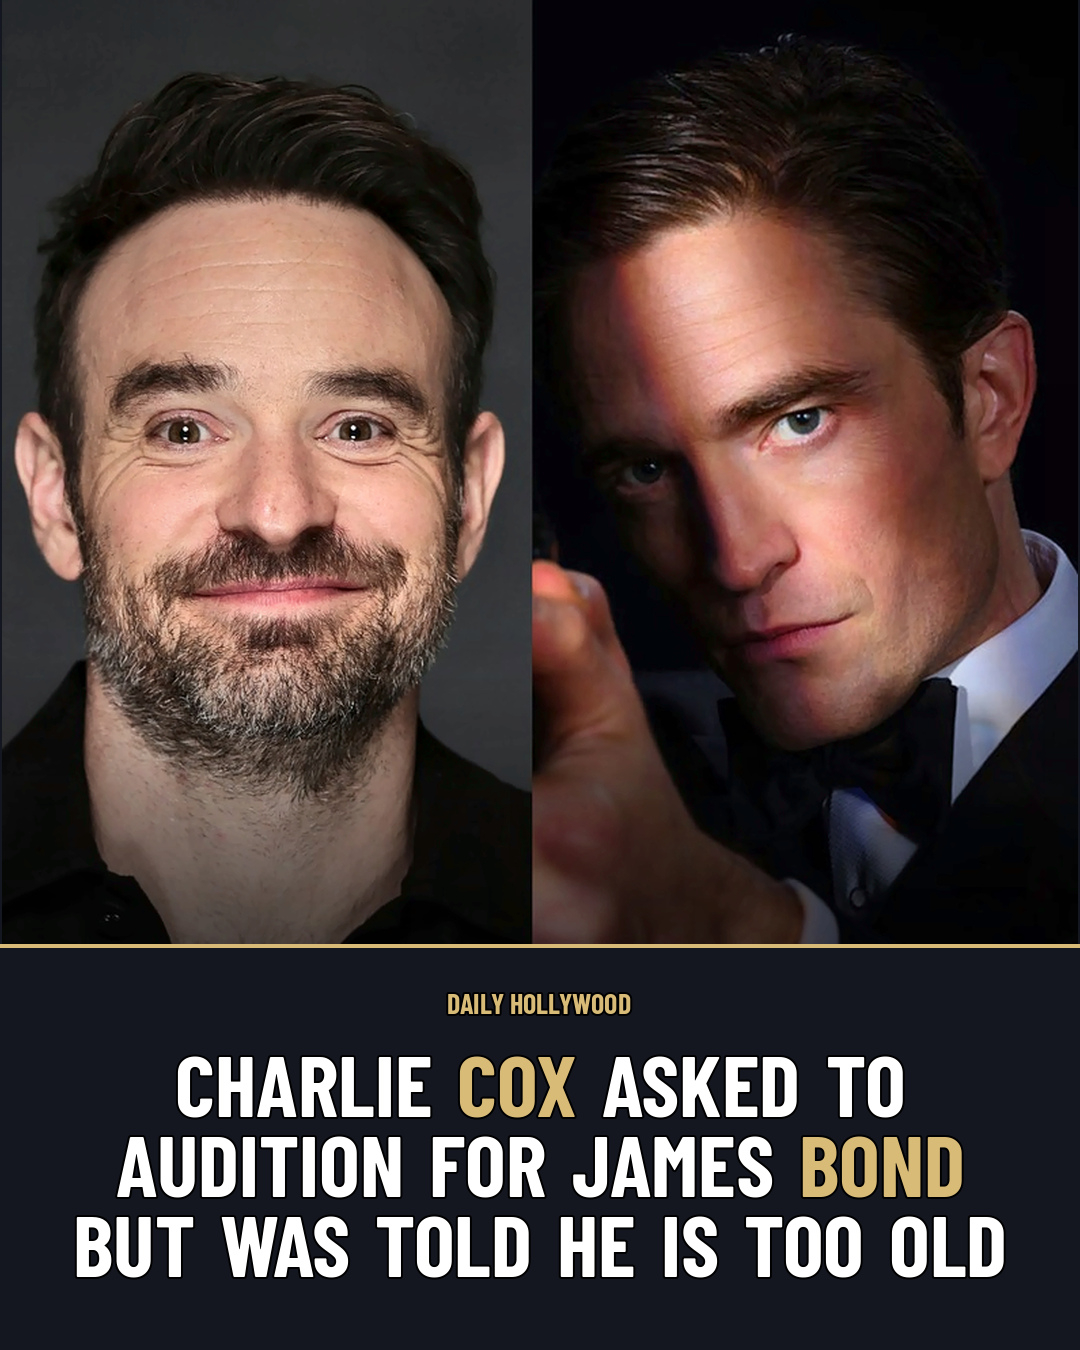 DAILY HOLLYWOOD
CHARLIE COX ASKED TO
AUDITION FOR JAMES BOND
BUT WAS TOLD HE IS TOO OLD